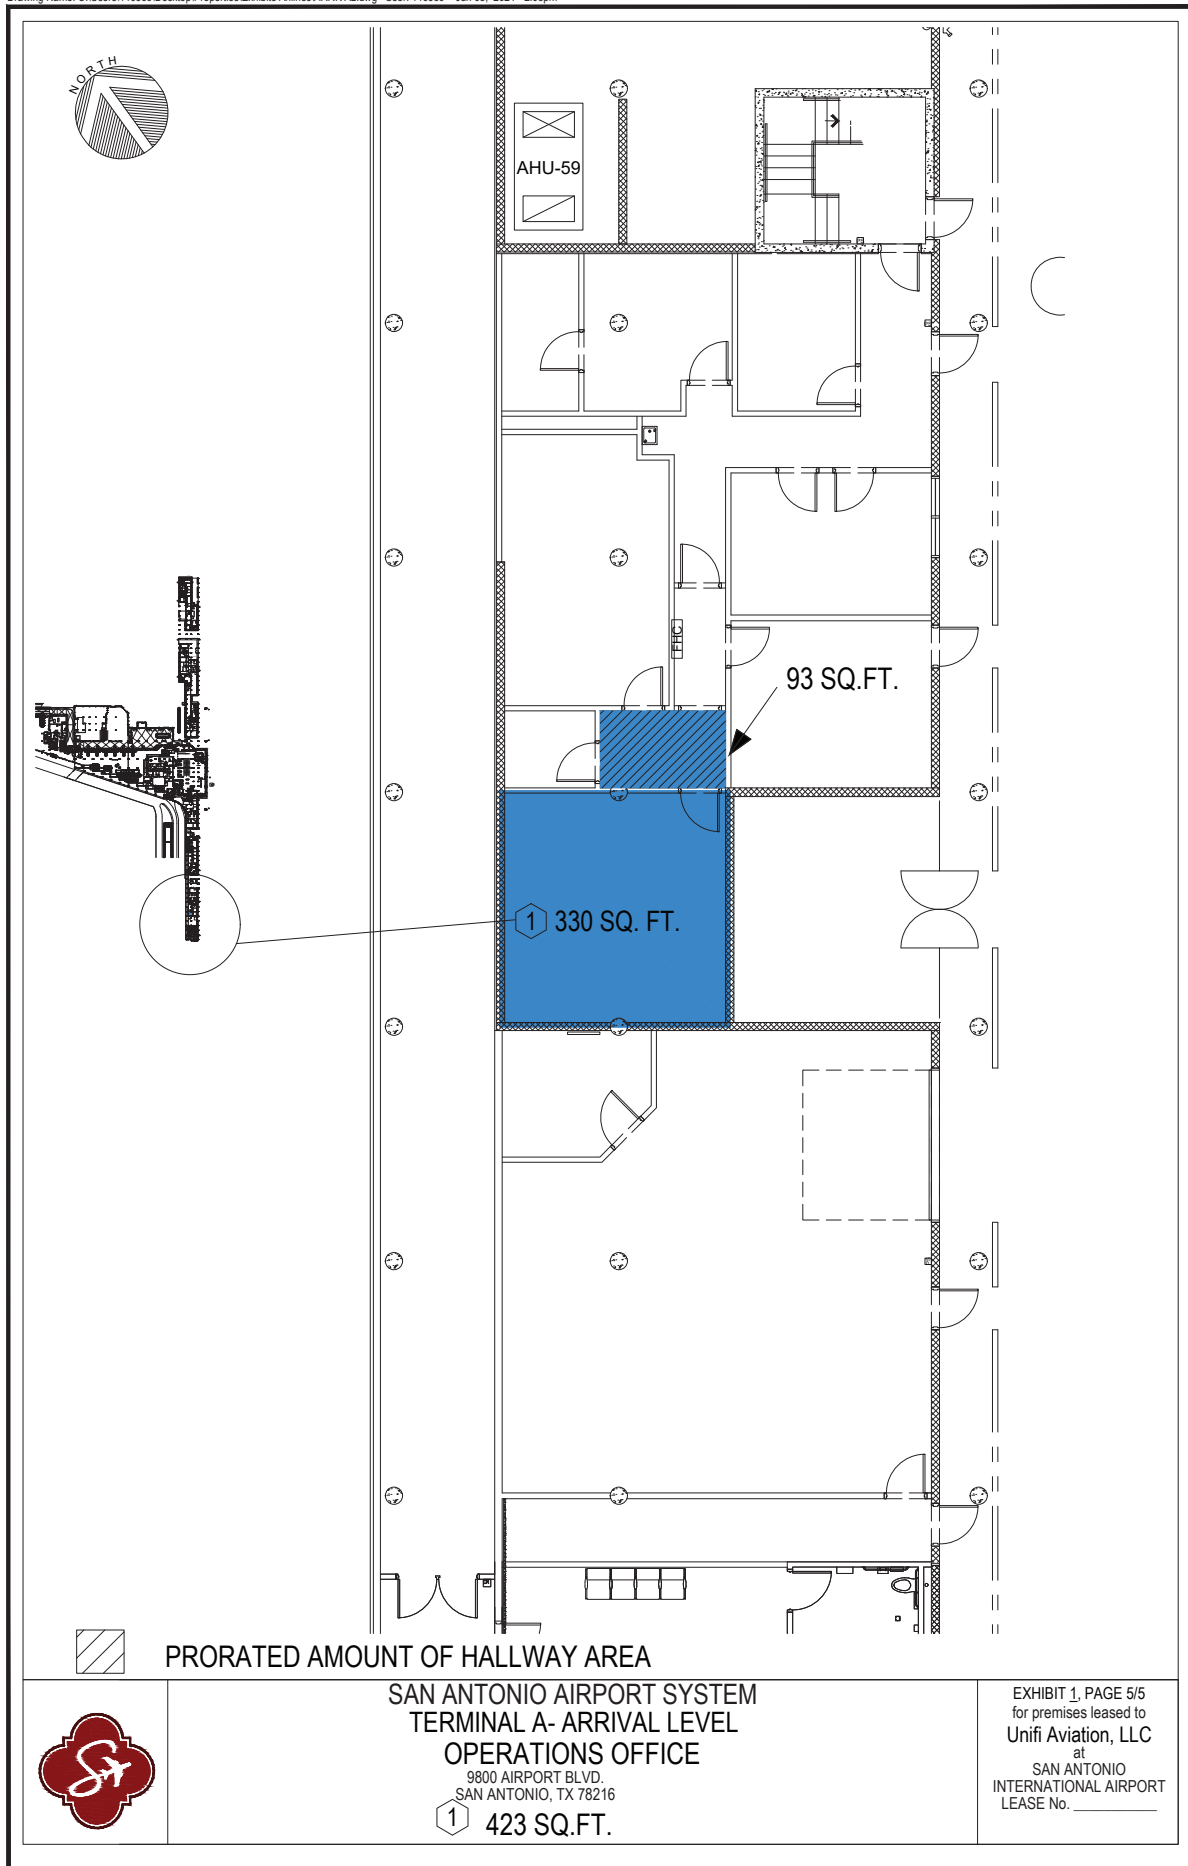 NORTH
AHU-59
FHC
93 SQ.FT.
1 330 SQ. FT.
PRORATED AMOUNT OF HALLWAY AREA
SAN ANTONIO AIRPORT SYSTEM
TERMINAL A- ARRIVAL LEVEL
OPERATIONS OFFICE
9800 AIRPORT BLVD.
SAN ANTONIO, TX 78216
1 423 SQ.FT.
EXHIBIT 1, PAGE 5/5
for premises leased to
Unifi Aviation, LLC
at
SAN ANTONIO
INTERNATIONAL AIRPORT
LEASE No. ___________